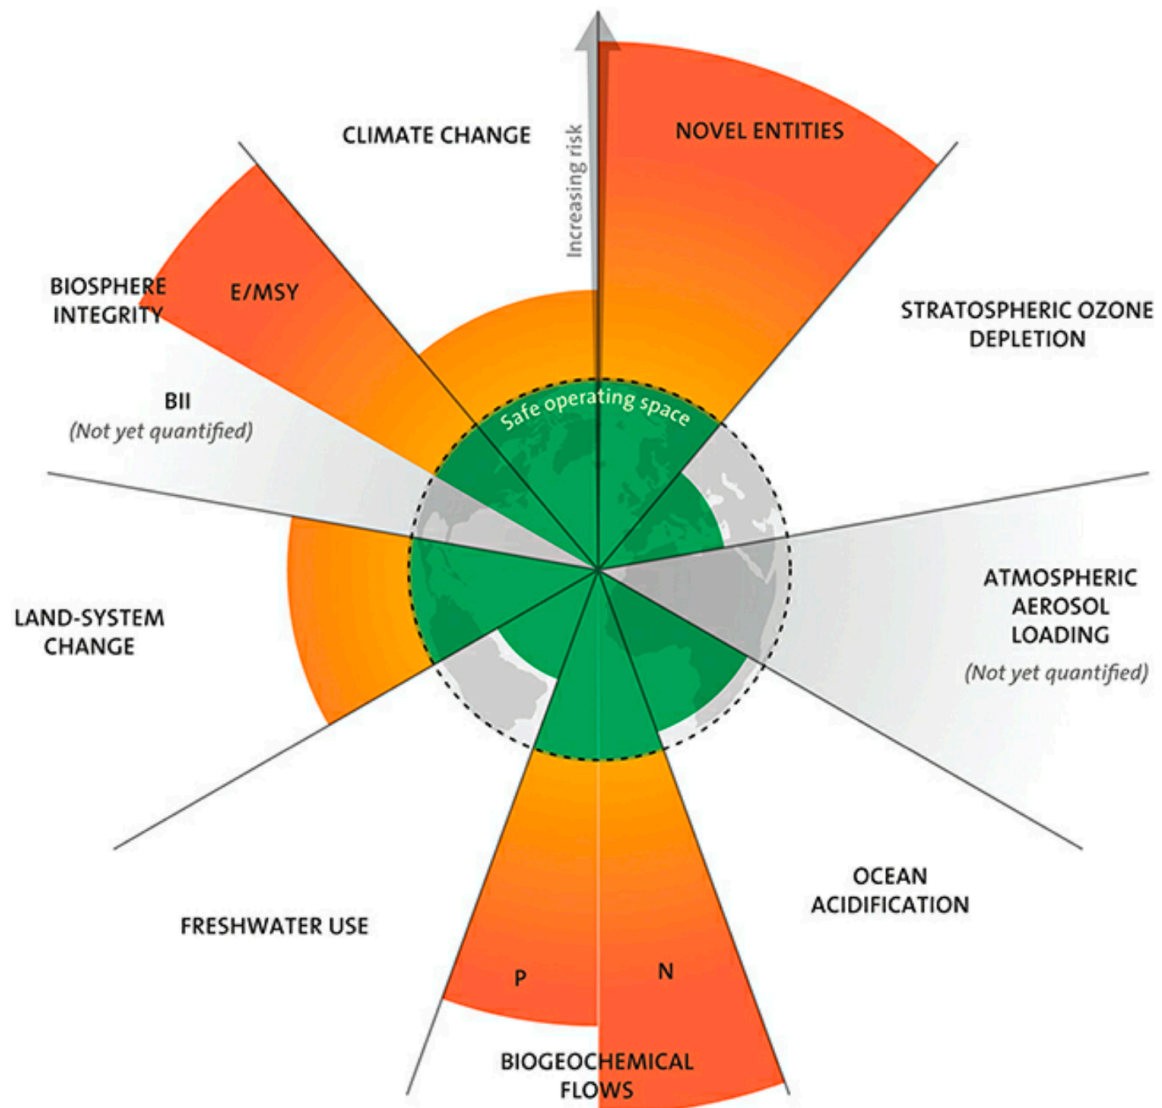 CLIMATE CHANGE
NOVEL ENTITIES
Increasing risk
BIOSPHERE
INTEGRITY
E/MSY
STRATOSPHERIC OZONE
DEPLETION
BII
(Not yet quantified)
Safe operating space
ATMOSPHERIC
AEROSOL
LOADING
(Not yet quantified)
LAND-SYSTEM
CHANGE
OCEAN
ACIDIFICATION
FRESHWATER USE
P
N
BIOGEOCHEMICAL
FLOWS